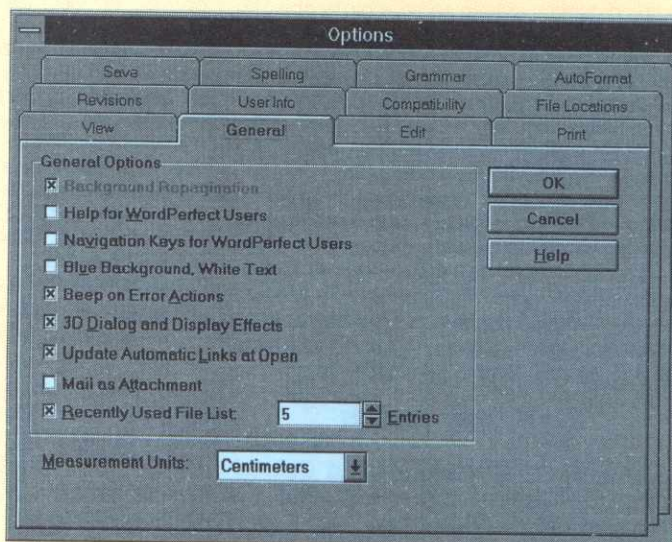 Options
Save Spelling Grammar AutoFormat
Revisions User Info Compatibility File Locations
View General Edit Print
General Options
Background Repagination
Help for WordPerfect Users
Navigation Keys for WordPerfect Users
Blue Background, White Text
Beep on Error Actions
3D Dialog and Display Effects
Update Automatic Links at Open
Mail as Attachment
Recently Used File List: 5 Entries
Measurement Units: Centimeters
OK
Cancel
Help